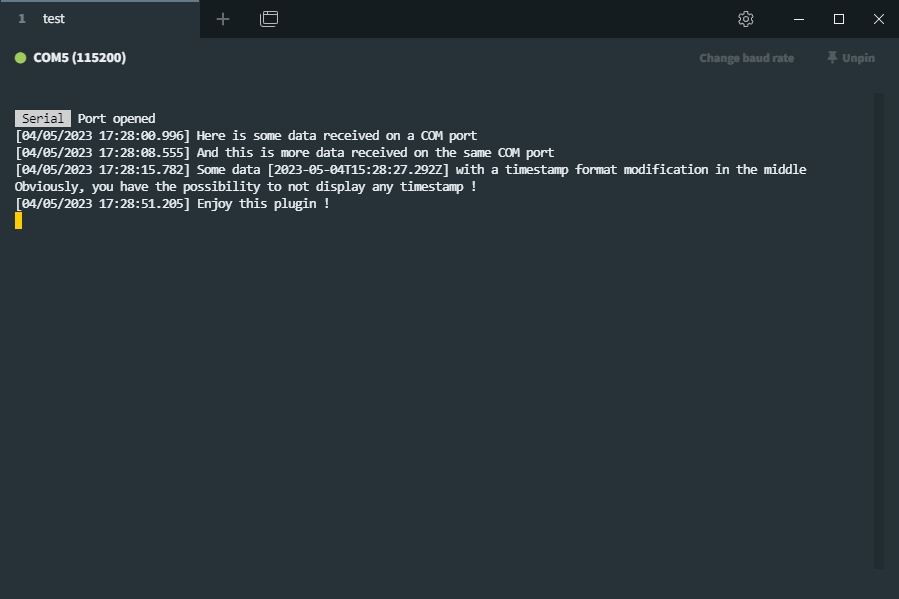 1 test
COM5 (115200) Change baud rate Unpin
Serial Port opened
[04/05/2023 17:28:00.996] Here is some data received on a COM port
[04/05/2023 17:28:08.555] And this is more data received on the same COM port
[04/05/2023 17:28:15.782] Some data [2023-05-04T15:28:27.292Z] with a timestamp format modification in the middle
Obviously, you have the possibility to not display any timestamp !
[04/05/2023 17:28:51.205] Enjoy this plugin !